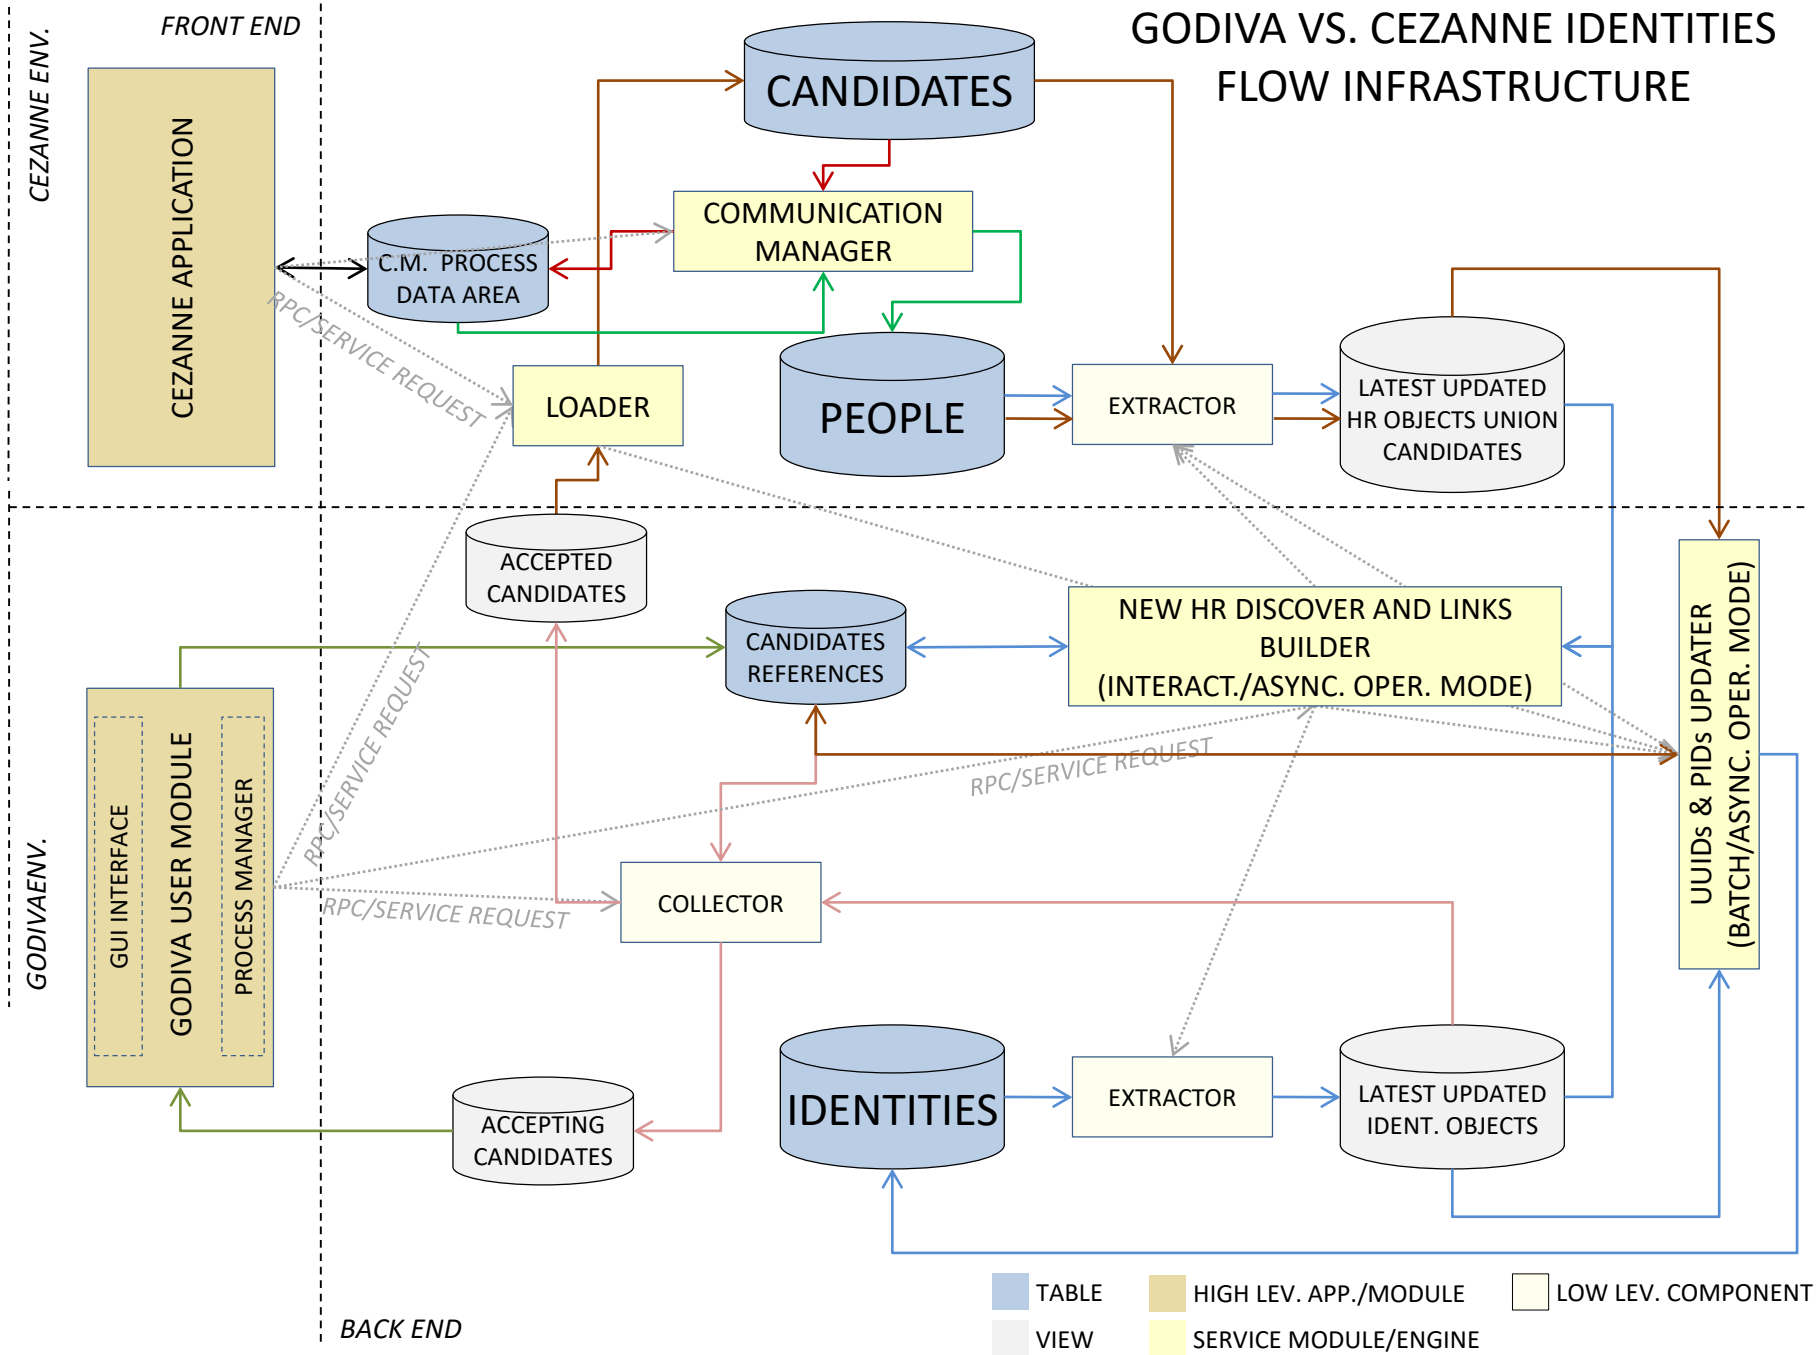 FRONT END
CEZANNE ENV.
GODIVA VS. CEZANNE IDENTITIES
FLOW INFRASTRUCTURE
CEZANNE APPLICATION
CANDIDATES
COMMUNICATION
MANAGER
C.M. PROCESS
DATA AREA
RPC/SERVICE REQUEST
LOADER
PEOPLE
EXTRACTOR
LATEST UPDATED
HR OBJECTS UNION
CANDIDATES
ACCEPTED
CANDIDATES
CANDIDATES
REFERENCES
NEW HR DISCOVER AND LINKS
BUILDER
(INTERACT./ASYNC. OPER. MODE)
UUIDs & PIDs UPDATER
(BATCH/ASYNC. OPER. MODE)
RPC/SERVICE REQUEST
RPC/SERVICE REQUEST
GODIVAENV.
GUI INTERFACE
GODIVA USER MODULE
PROCESS MANAGER
RPC/SERVICE REQUEST
COLLECTOR
ACCEPTING
CANDIDATES
IDENTITIES
EXTRACTOR
LATEST UPDATED
IDENT. OBJECTS
BACK END
TABLE
HIGH LEV. APP./MODULE
LOW LEV. COMPONENT
VIEW
SERVICE MODULE/ENGINE